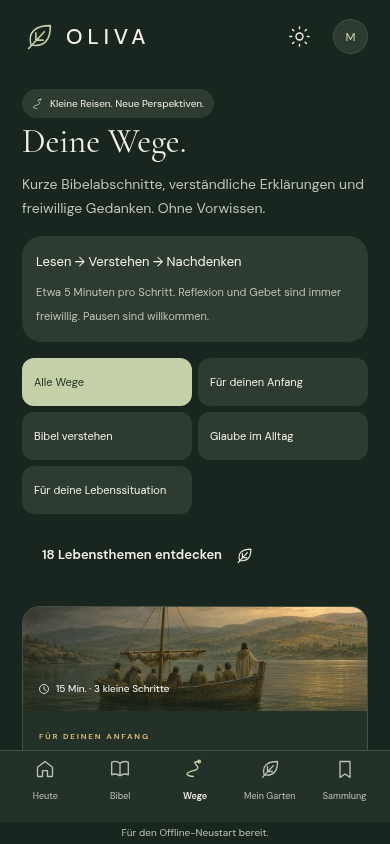 OLIVA
M
Kleine Reisen. Neue Perspektiven.
Deine Wege.
Kurze Bibelabschnitte, verständliche Erklärungen und
freiwillige Gedanken. Ohne Vorwissen.
Lesen → Verstehen → Nachdenken
Etwa 5 Minuten pro Schritt. Reflexion und Gebet sind immer
freiwillig. Pausen sind willkommen.
Alle Wege
Für deinen Anfang
Bibel verstehen
Glaube im Alltag
Für deine Lebenssituation
18 Lebensthemen entdecken
15 Min. · 3 kleine Schritte
FÜR DEINEN ANFANG
Heute
Bibel
Wege
Mein Garten
Sammlung
Für den Offline-Neustart bereit.